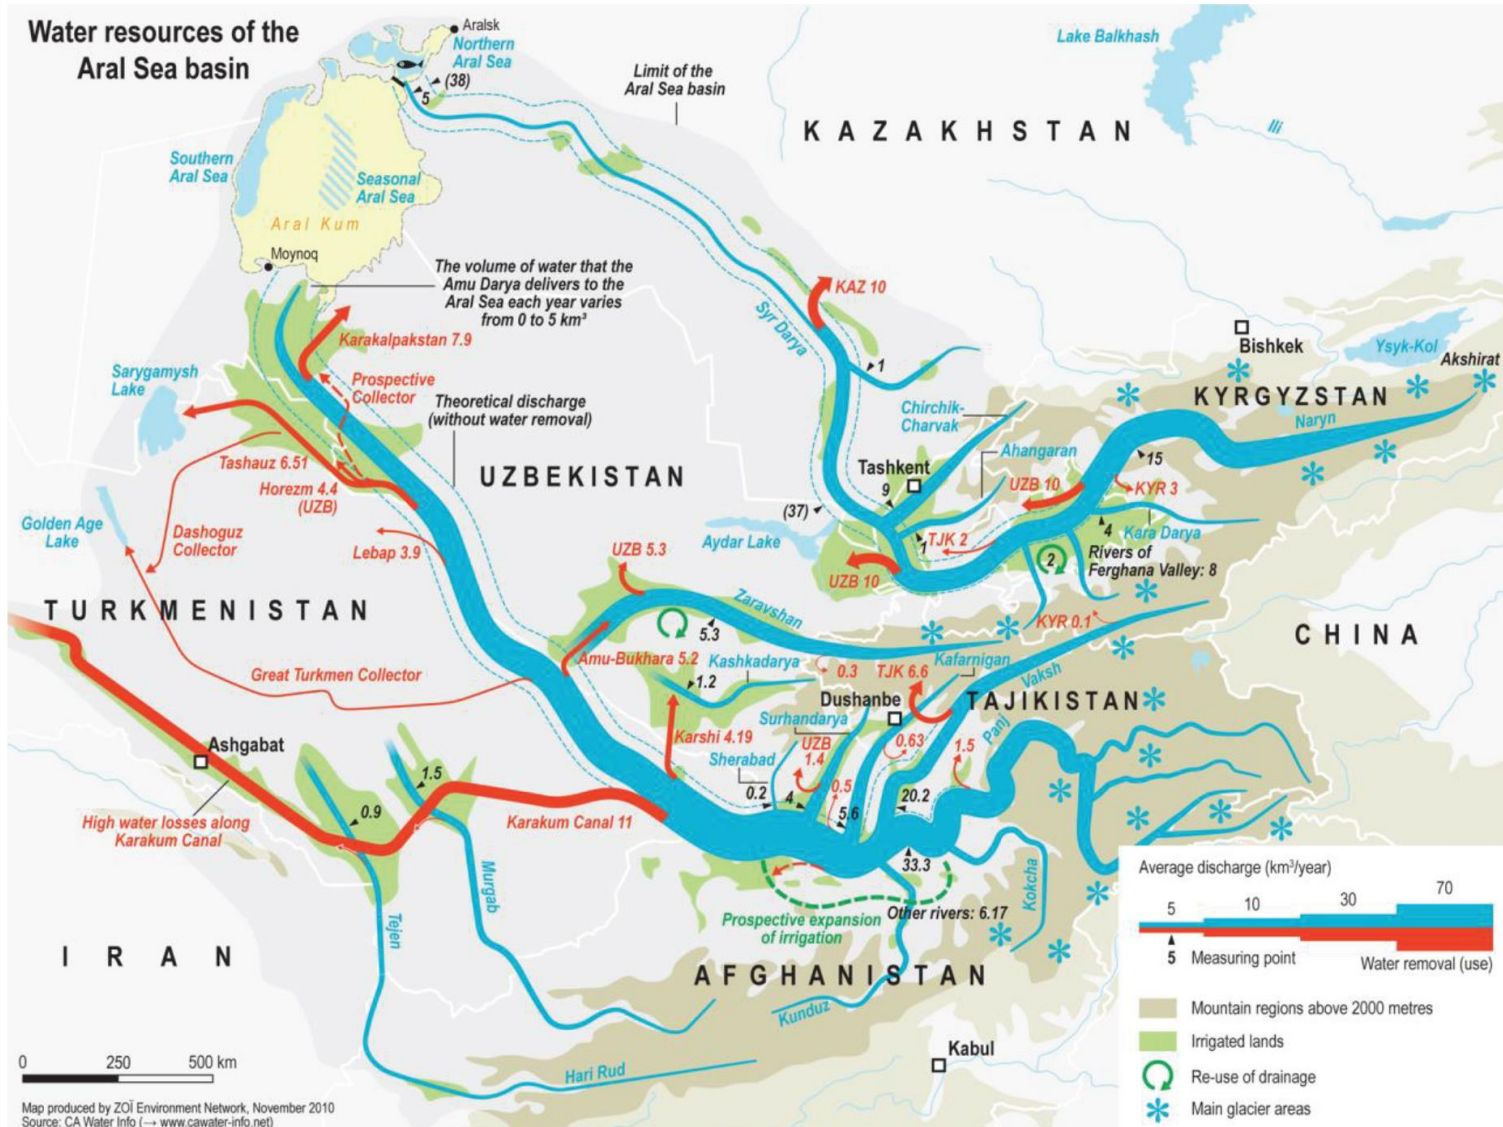 Water resources of the
Aral Sea basin
Aralsk
Northern
Aral Sea
(38)
5
Limit of the
Aral Sea basin
Lake Balkhash
KAZAKHSTAN
Ili
Southern
Aral Sea
Seasonal
Aral Sea
Aral Kum
Moynoq
The volume of water that the
Amu Darya delivers to the
Aral Sea each year varies
from 0 to 5 km³
KAZ 10
Syr Darya
Karakalpakstan 7.9
1
Bishkek
Ysyk-Kol
Akshirat
Sarygamysh
Lake
Prospective
Collector
Theoretical discharge
(without water removal)
KYRGYZSTAN
Naryn
Chirchik-
Charvak
Ahangaran
Tashkent
9
15
UZBEKISTAN
Tashauz 6.51
Horezm 4.4
(UZB)
UZB 10
KYR 3
(37)
4
Kara Darya
Golden Age
Lake
Dashoguz
Collector
Lebap 3.9
Aydar Lake
1
TJK 2
UZB 5.3
2
Rivers of
Ferghana Valley: 8
UZB 10
TURKMENISTAN
Zaravshan
5.3
KYR 0.1
CHINA
Great Turkmen Collector
Amu-Bukhara 5.2
Kashkadarya
1.2
0.3
TJK 6.6
Kafarnigan
Vaksh
Dushanbe
TAJIKISTAN
Surhandarya
Panj
Ashgabat
Karshi 4.19
UZB
1.4
0.63
1.5
Sherabad
0.2
0.5
4
5.6
20.2
1.5
0.9
High water losses along
Karakum Canal
Karakum Canal 11
33.3
Murgab
Kokcha
Tejen
Prospective expansion
of irrigation
Other rivers: 6.17
IRAN
AFGHANISTAN
Kunduz
Kabul
Hari Rud
Average discharge (km³/year)
5
10
30
70
5
Measuring point
Water removal (use)
Mountain regions above 2000 metres
Irrigated lands
Re-use of drainage
Main glacier areas
0
250
500 km
Map produced by ZOÏ Environment Network, November 2010
Source: CA Water Info (→ www.cawater-info.net)